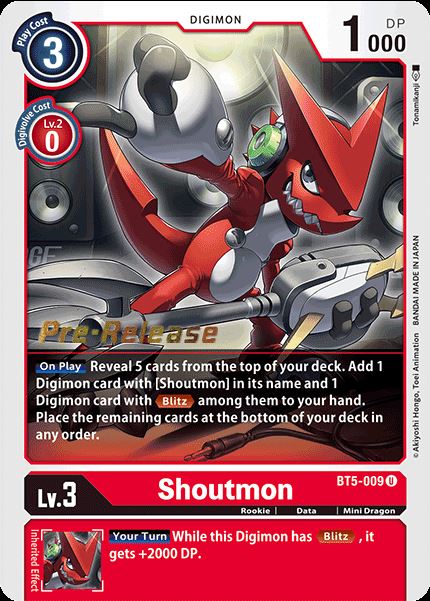 DIGIMON
Play Cost
3
DP
1000
Digivolve Cost
Lv.2
0
Tonamikanji
© Akiyoshi Hongo, Toei Animation BANDAI MADE IN JAPAN
Pre-Release
On Play Reveal 5 cards from the top of your deck. Add 1
Digimon card with [Shoutmon] in its name and 1
Digimon card with Blitz among them to your hand.
Place the remaining cards at the bottom of your deck in
any order.
BT5-009 U
Lv.3
Shoutmon
Rookie | Data | Mini Dragon
Inherited Effect
Your Turn While this Digimon has Blitz , it
gets +2000 DP.